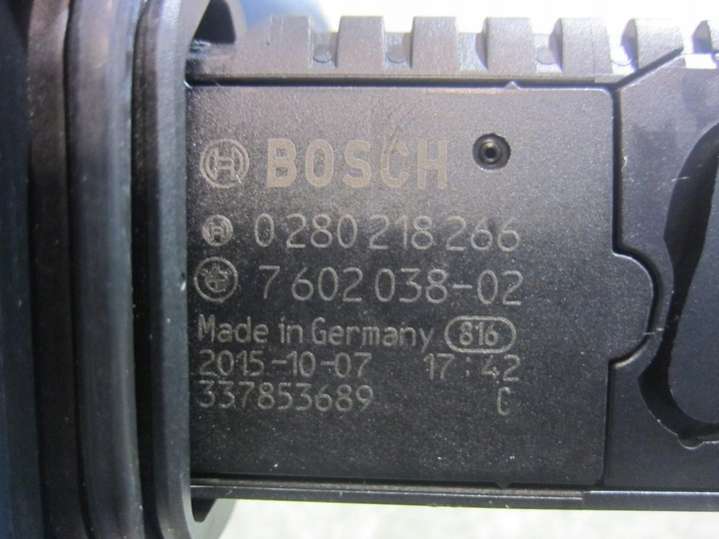 BOSCH
0 280 218 266
7 602 038-02
Made in Germany 816
2015-10-07 17:42
337853689 C